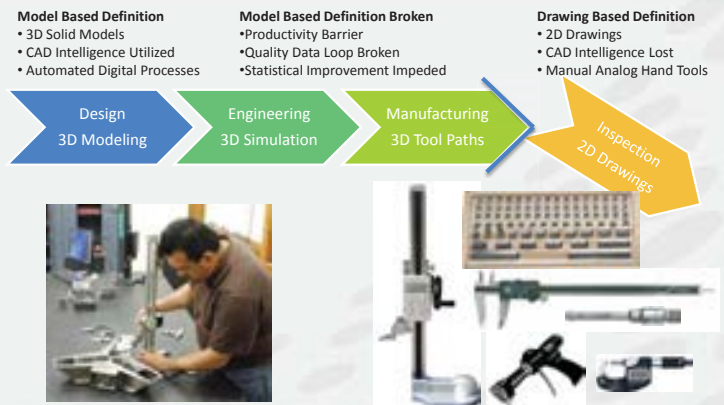 Model Based Definition
• 3D Solid Models
• CAD Intelligence Utilized
• Automated Digital Processes
Model Based Definition Broken
•Productivity Barrier
•Quality Data Loop Broken
•Statistical Improvement Impeded
Drawing Based Definition
• 2D Drawings
• CAD Intelligence Lost
• Manual Analog Hand Tools
Design
3D Modeling
Engineering
3D Simulation
Manufacturing
3D Tool Paths
Inspection
2D Drawings